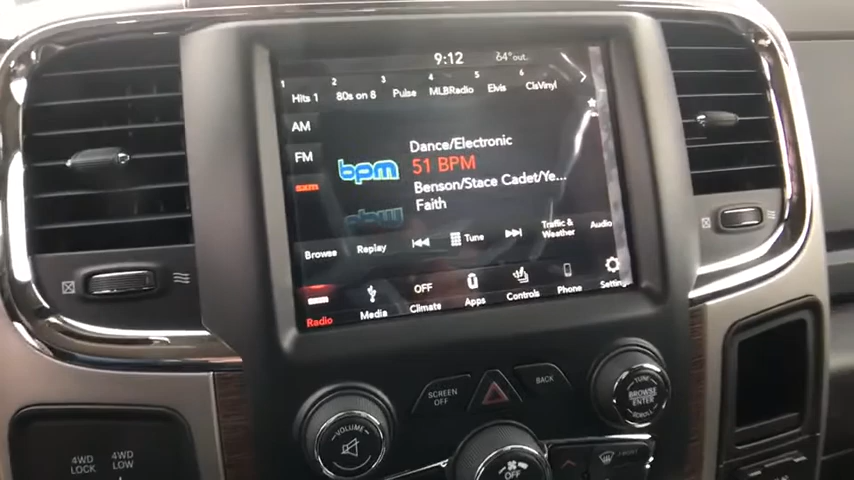 9:12 64°out
1 2 3 4 5 6
Hits 1 80s on 8 Pulse MLBRadio Elvis ClsVinyl
AM
FM
sxm
bpm
Dance/Electronic
51 BPM
Benson/Stace Cadet/Ye...
Faith
Browse Replay Tune Traffic & Weather Audio
Radio Media OFF Climate Apps Controls Phone Settings
SCREEN OFF BACK
VOLUME
TUNE
BROWSE
ENTER
SCROLL
4WD LOCK 4WD LOW
OFF
FRONT